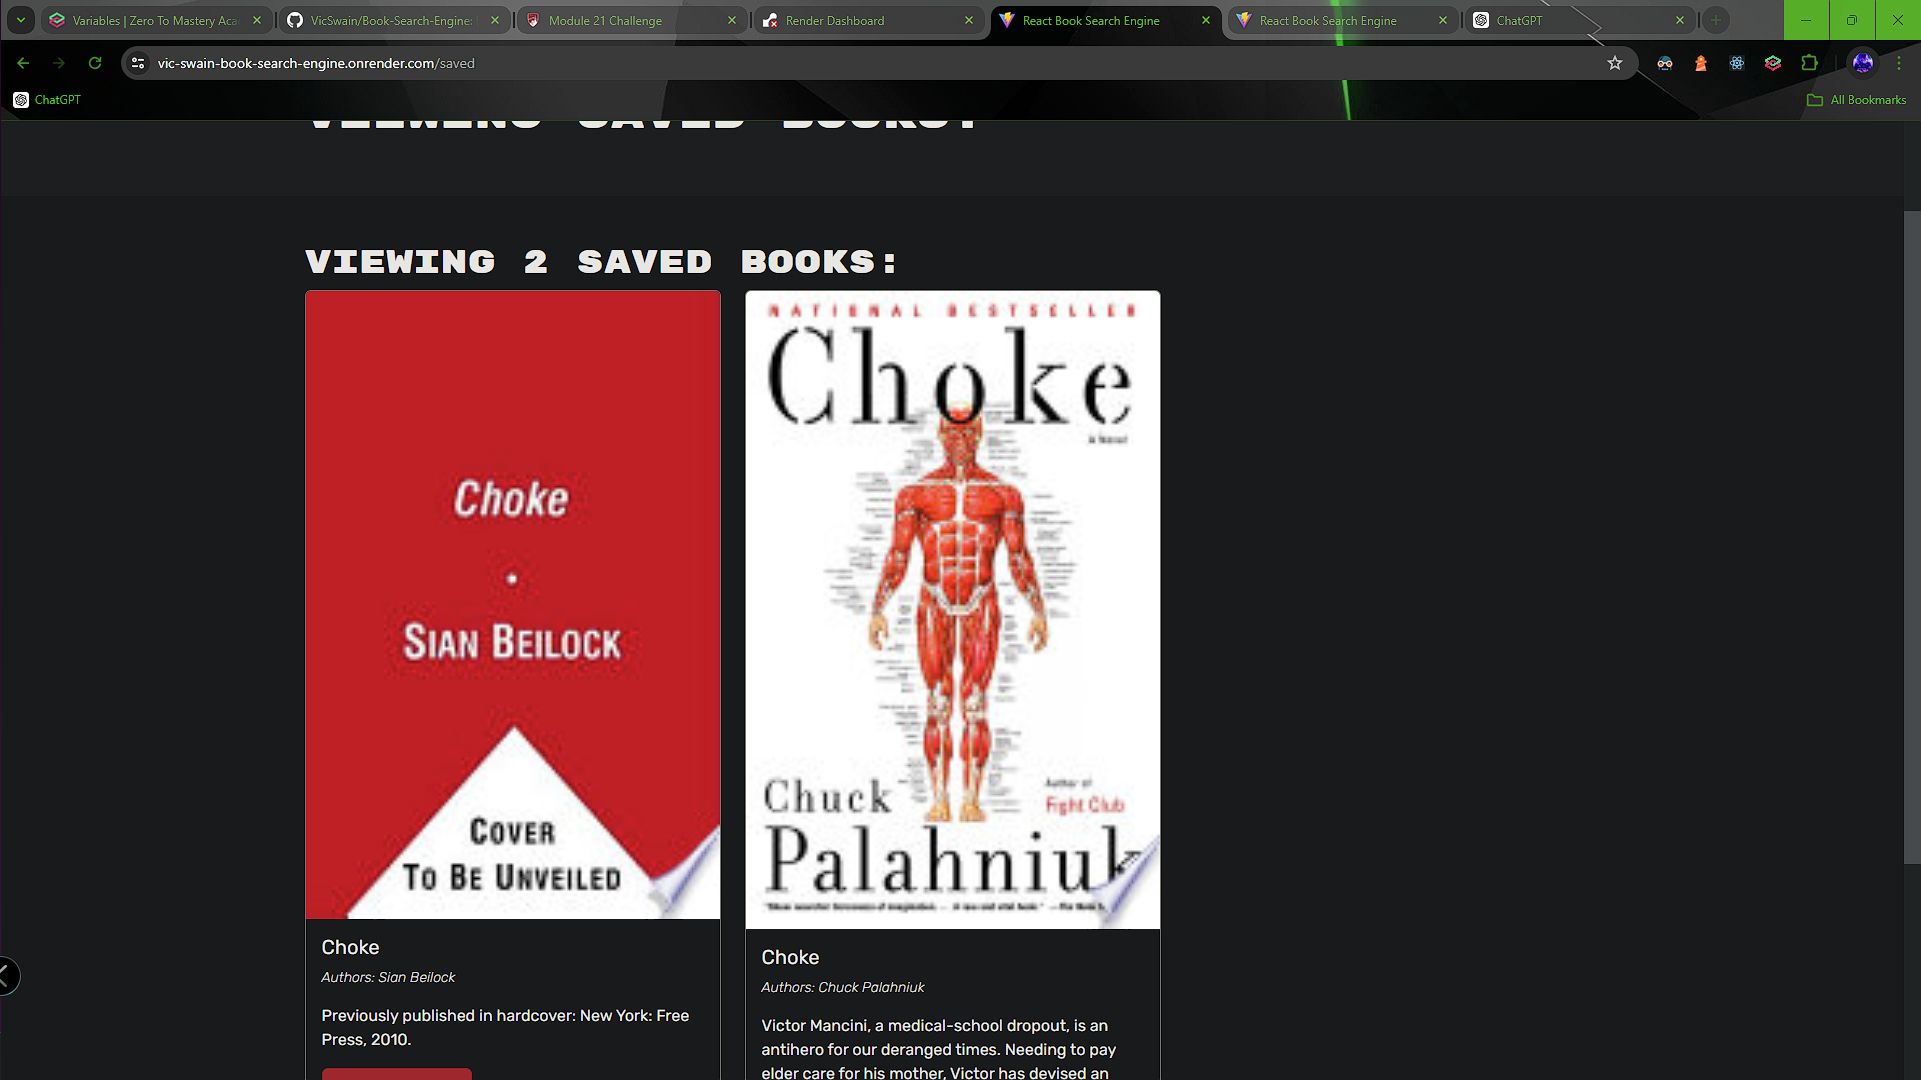 Variables | Zero To Mastery Aca
VicSwain/Book-Search-Engine:
Module 21 Challenge
Render Dashboard
React Book Search Engine
React Book Search Engine
ChatGPT
vic-swain-book-search-engine.onrender.com/saved
ChatGPT
All Bookmarks
VIEWING SAVED BOOKS!
VIEWING 2 SAVED BOOKS:
Choke
SIAN BEILOCK
COVER
TO BE UNVEILED
NATIONAL BESTSELLER
Choke
A Novel
Chuck
Author of
Fight Club
Palahniuk
Choke
Authors: Sian Beilock
Previously published in hardcover: New York: Free
Press, 2010.
Choke
Authors: Chuck Palahniuk
Victor Mancini, a medical-school dropout, is an
antihero for our deranged times. Needing to pay
elder care for his mother, Victor has devised an